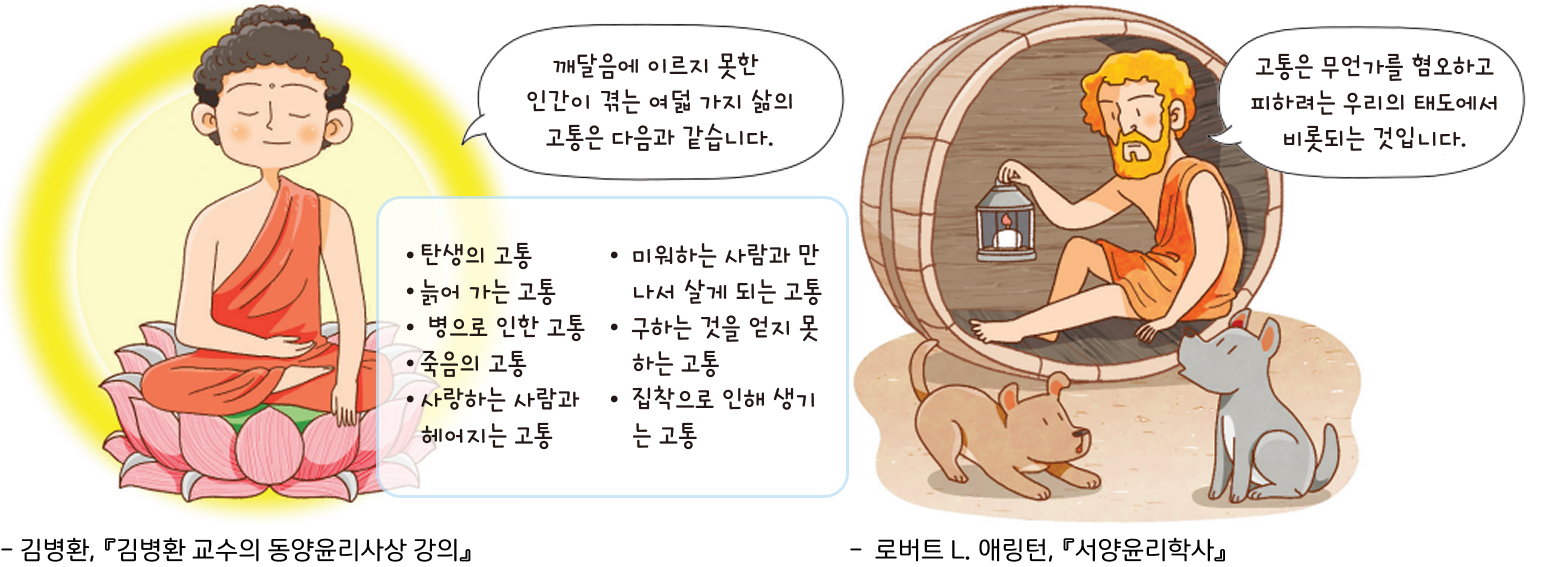 깨달음에 이르지 못한
인간이 겪는 여덟 가지 삶의
고통은 다음과 같습니다.
• 탄생의 고통
• 늙어 가는 고통
• 병으로 인한 고통
• 죽음의 고통
• 사랑하는 사람과
헤어지는 고통
• 미워하는 사람과 만
나서 살게 되는 고통
• 구하는 것을 얻지 못
하는 고통
• 집착으로 인해 생기
는 고통
- 김병환, 『김병환 교수의 동양윤리사상 강의』
고통은 무언가를 혐오하고
피하려는 우리의 태도에서
비롯되는 것입니다.
- 로버트 L. 애링턴, 『서양윤리학사』